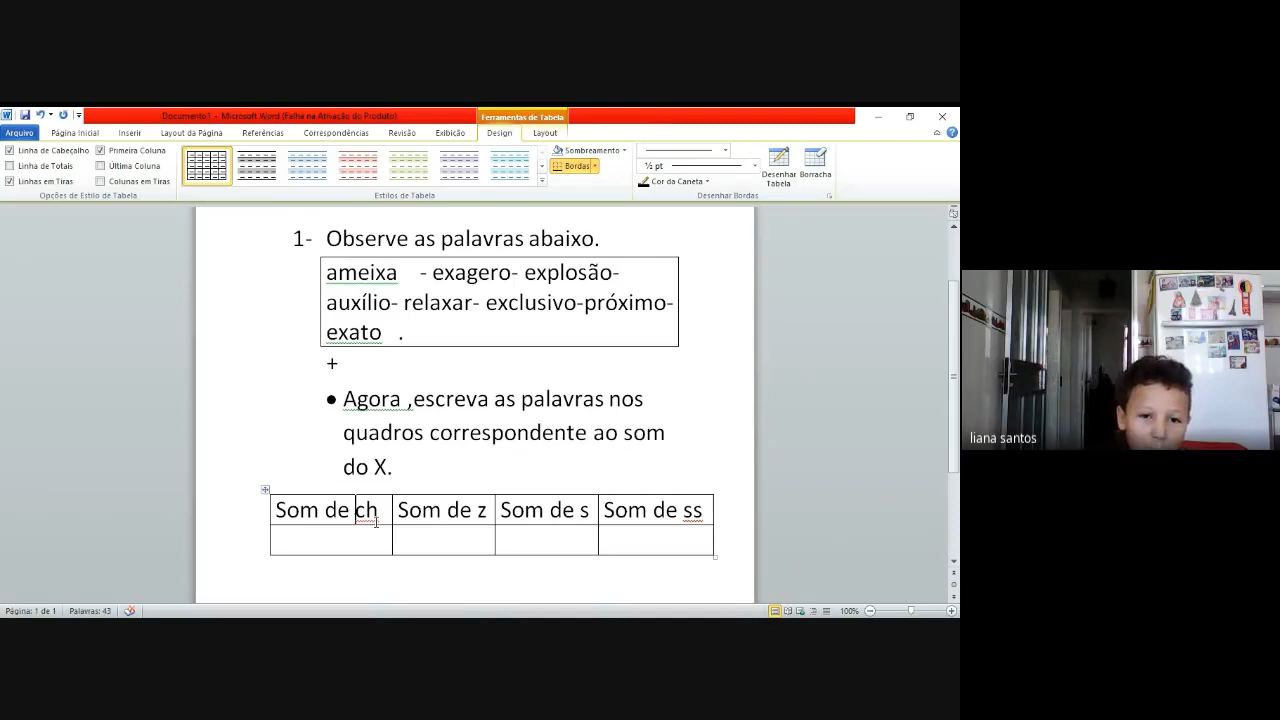 Documento1 - Microsoft Word (Falha na Ativação do Produto)
Ferramentas de Tabela
Arquivo Página Inicial Inserir Layout da Página Referências Correspondências Revisão Exibição Design Layout
Linha de Cabeçalho Primeira Coluna
Linha de Totais Última Coluna
Linhas em Tiras Colunas em Tiras
Opções de Estilo de Tabela
Estilos de Tabela
Sombreamento
Bordas
½ pt
Cor da Caneta
Desenhar Tabela
Borracha
Desenhar Bordas
1- Observe as palavras abaixo.
ameixa - exagero- explosão-
auxílio- relaxar- exclusivo-próximo-
exato .
+
• Agora ,escreva as palavras nos
quadros correspondente ao som
do X.
Som de ch Som de z Som de s Som de ss
Página: 1 de 1 Palavras: 43 100%
liana santos